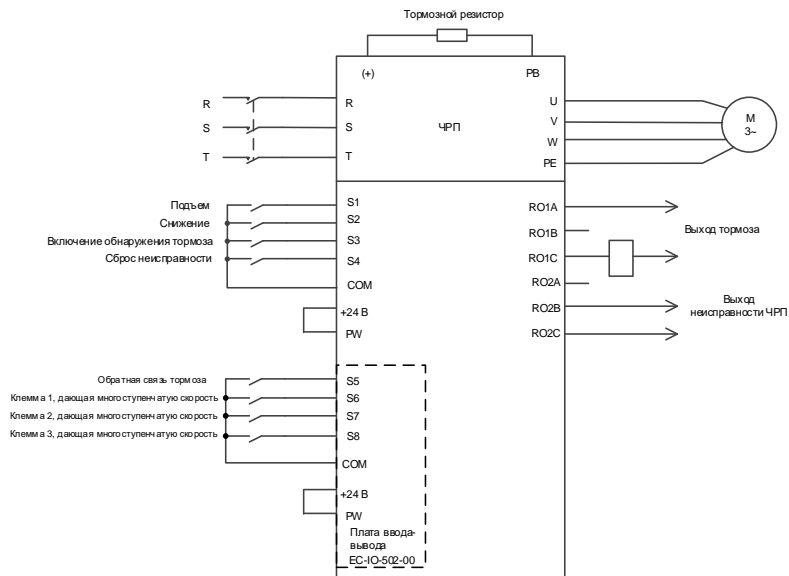 Тормозной резистор
(+)
PB
R
R
U
S
S
ЧРП
V
M
3~
T
T
W
PE
Подъем
S1
RO1A
Снижение
S2
Включение обнаружения тормоза
S3
RO1B
Выход тормоза
Сброс неисправности
S4
RO1C
COM
RO2A
+24 В
RO2B
Выход
неисправности ЧРП
PW
RO2C
Обратная связь тормоза
S5
Клемма 1, дающая многоступенчатую скорость
S6
Клемма 2, дающая многоступенчатую скорость
S7
Клемма 3, дающая многоступенчатую скорость
S8
COM
+24 В
PW
Плата ввода-
вывода
EC-IO-502-00